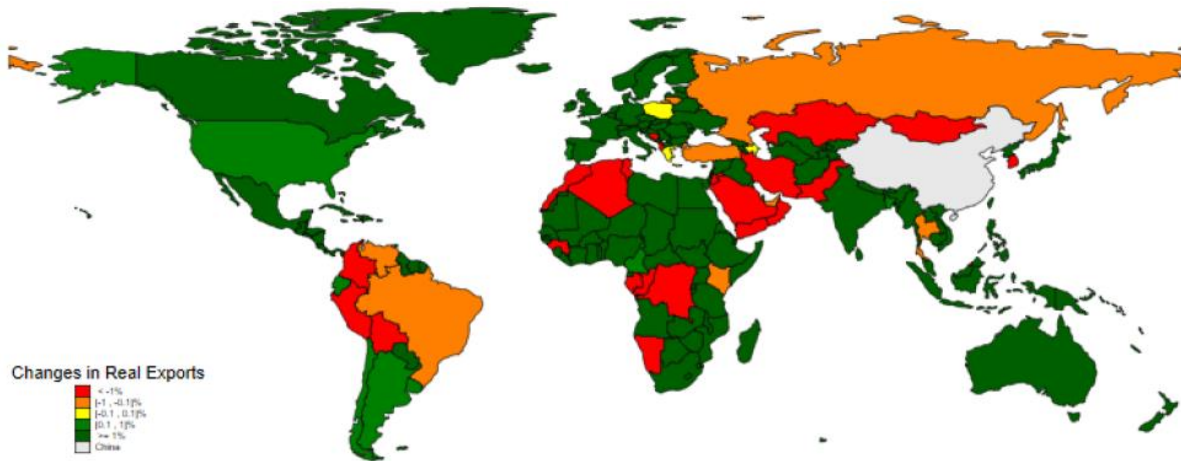 Changes in Real Exports
< -1%
[-1 , -0.1]%
[-0.1 , 0.1]%
[0.1 , 1]%
>= 1%
China